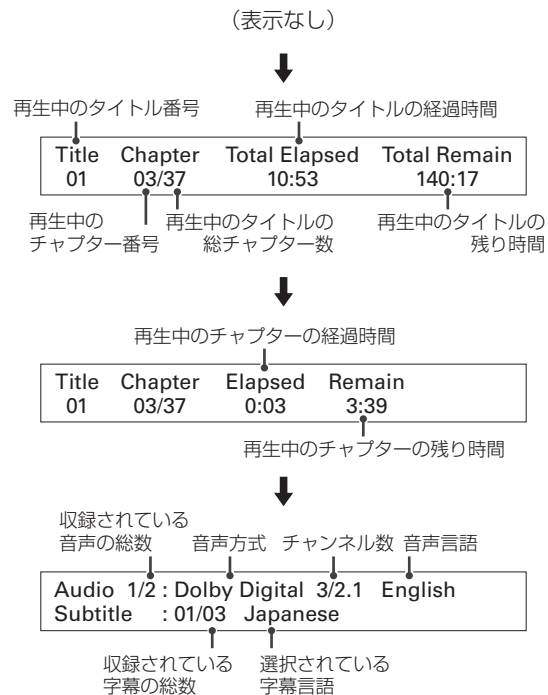 （表示なし）
再生中のタイトル番号 再生中のタイトルの経過時間
Title Chapter Total Elapsed Total Remain
01 03/37 10:53 140:17
再生中の
チャプター番号
再生中のタイトルの
総チャプター数
再生中のタイトルの
残り時間
再生中のチャプターの経過時間
Title Chapter Elapsed Remain
01 03/37 0:03 3:39
再生中のチャプターの残り時間
収録されている
音声の総数
音声方式 チャンネル数 音声言語
Audio 1/2 : Dolby Digital 3/2.1 English
Subtitle : 01/03 Japanese
収録されている
字幕の総数
選択されている
字幕言語